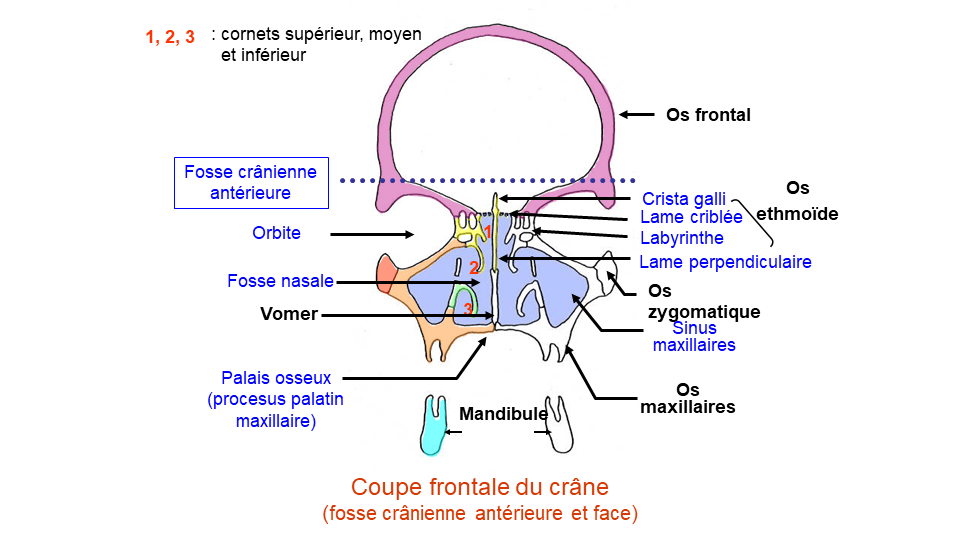 1, 2, 3 : cornets supérieur, moyen
et inférieur
Os frontal
Fosse crânienne
antérieure
Os
ethmoïde
Crista galli
Lame criblée
Labyrinthe
Lame perpendiculaire
Orbite
1
2
3
Fosse nasale
Vomer
Os
zygomatique
Sinus
maxillaires
Palais osseux
(procesus palatin
maxillaire)
Os
maxillaires
Mandibule
Coupe frontale du crâne
(fosse crânienne antérieure et face)